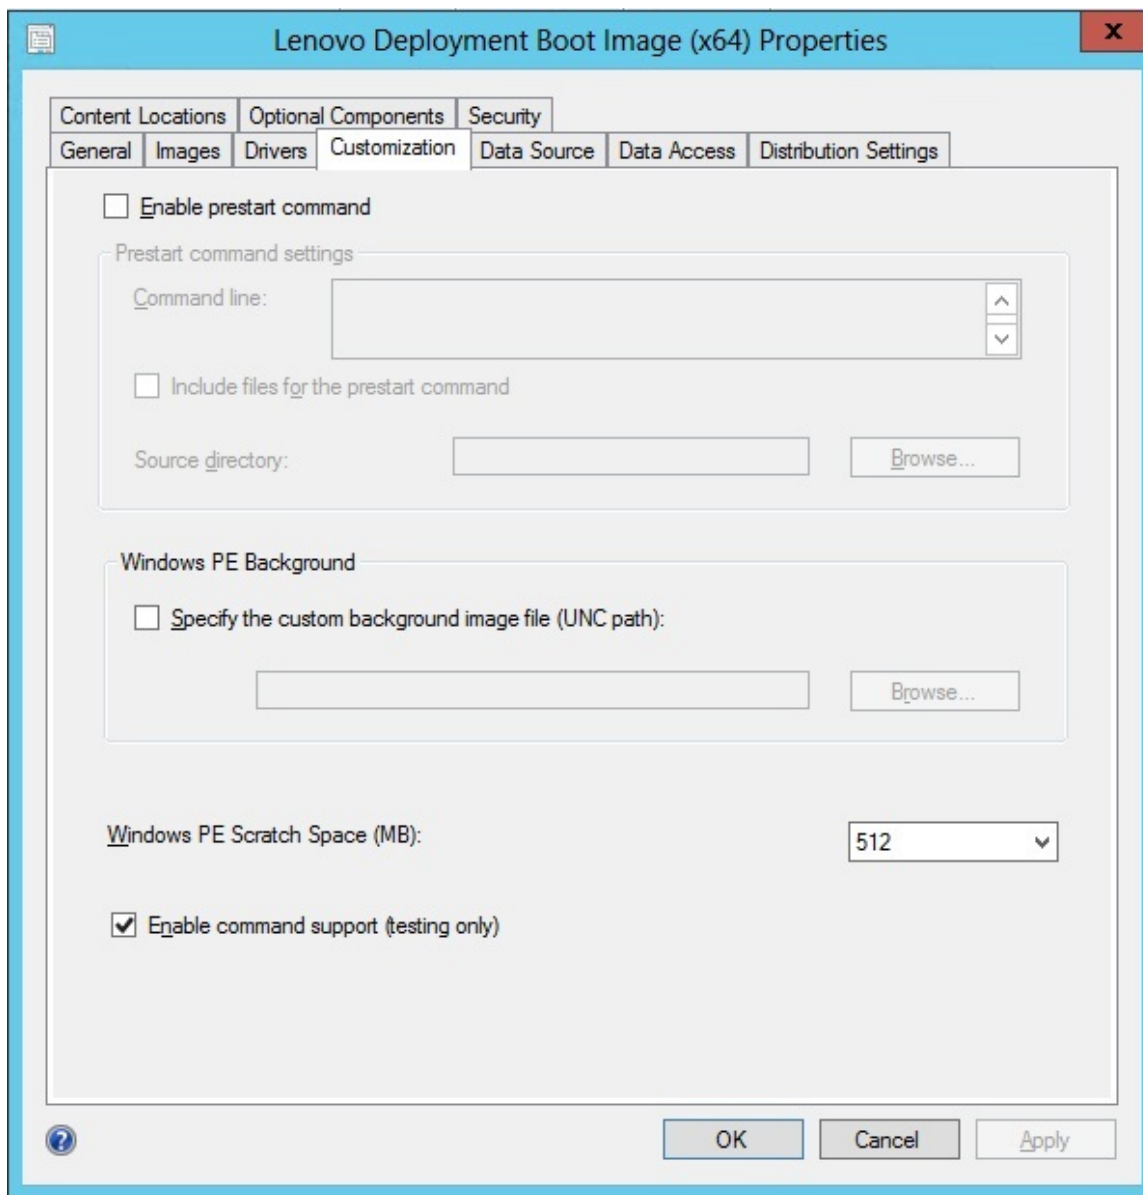 Lenovo Deployment Boot Image (x64) Properties
x
Content Locations Optional Components Security
General Images Drivers Customization Data Source Data Access Distribution Settings
Enable prestart command
Prestart command settings
Command line:
Include files for the prestart command
Source directory: Browse...
Windows PE Background
Specify the custom background image file (UNC path):
Browse...
Windows PE Scratch Space (MB): 512
Enable command support (testing only)
? OK Cancel Apply